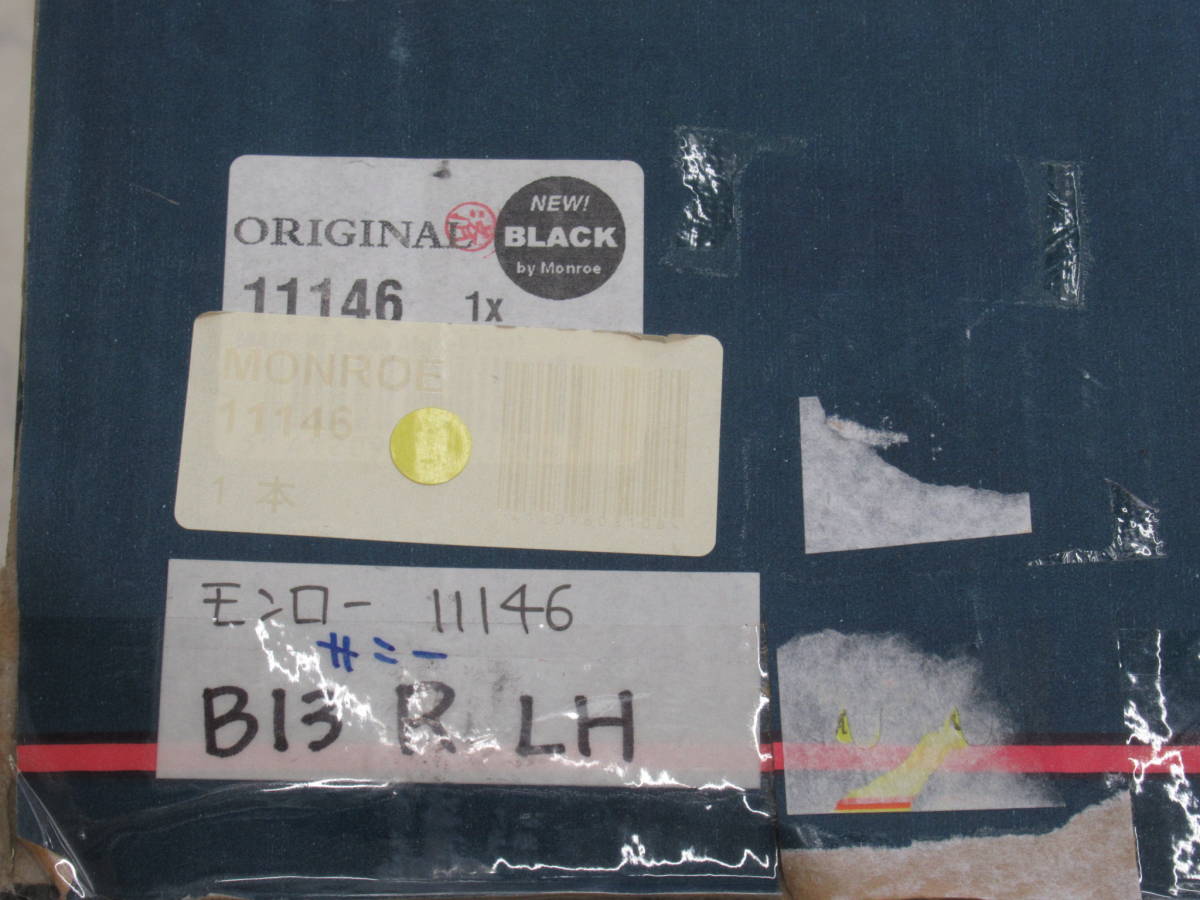 ORIGINAL
NEW!
BLACK
by Monroe
11146 1x
MONROE
11146
1 本
モンロー 11146
サニー
B13 R LH